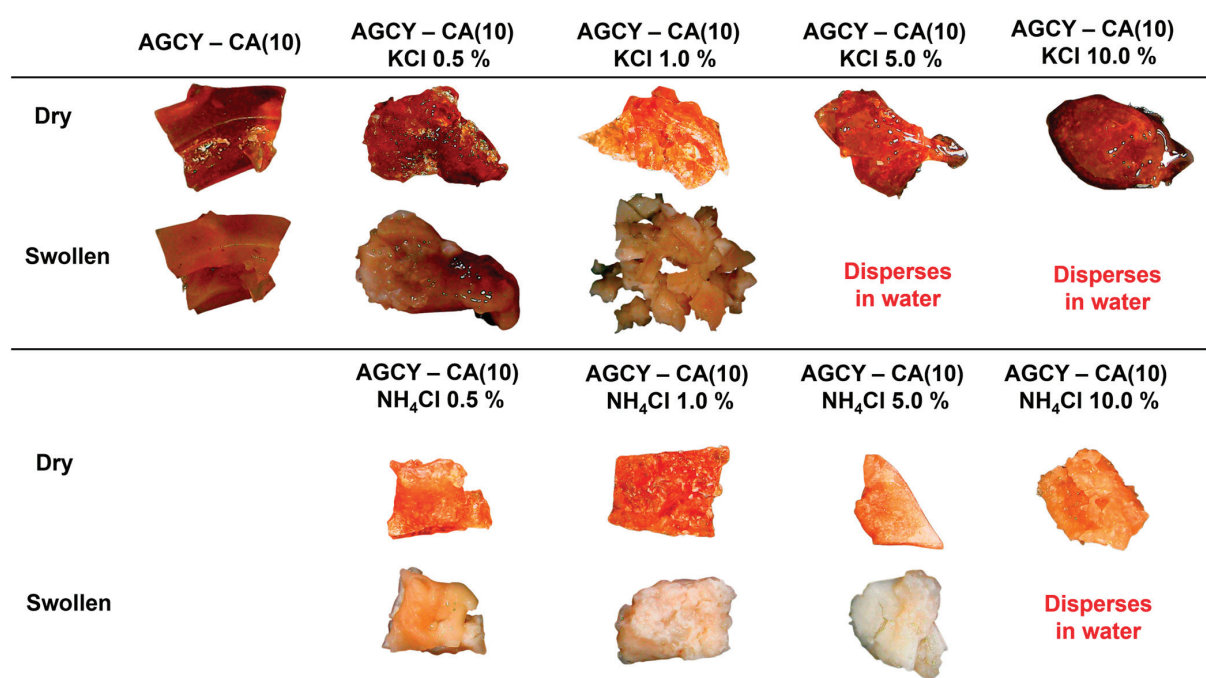 AGCY – CA(10)
AGCY – CA(10)
KCl 0.5 %
AGCY – CA(10)
KCl 1.0 %
AGCY – CA(10)
KCl 5.0 %
AGCY – CA(10)
KCl 10.0 %
Dry
Swollen
Disperses
in water
Disperses
in water
AGCY – CA(10)
NH₄Cl 0.5 %
AGCY – CA(10)
NH₄Cl 1.0 %
AGCY – CA(10)
NH₄Cl 5.0 %
AGCY – CA(10)
NH₄Cl 10.0 %
Dry
Swollen
Disperses
in water